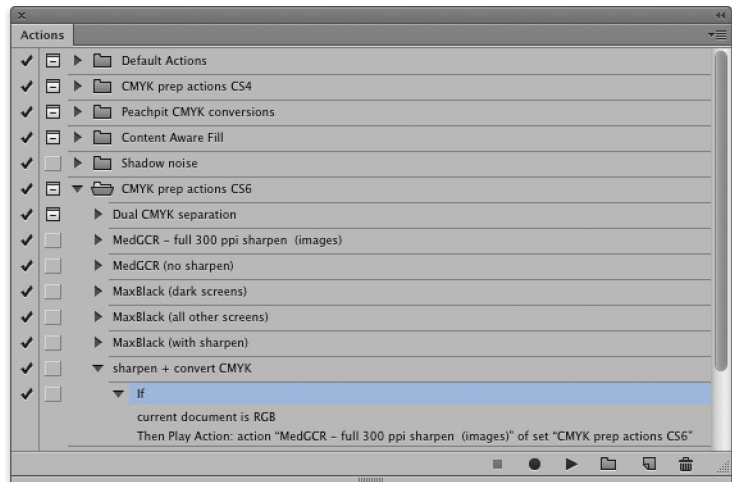 Actions
Default Actions
CMYK prep actions CS4
Peachpit CMYK conversions
Content Aware Fill
Shadow noise
CMYK prep actions CS6
Dual CMYK separation
MedGCR – full 300 ppi sharpen (images)
MedGCR (no sharpen)
MaxBlack (dark screens)
MaxBlack (all other screens)
MaxBlack (with sharpen)
sharpen + convert CMYK
If
current document is RGB
Then Play Action: action “MedGCR – full 300 ppi sharpen (images)” of set “CMYK prep actions CS6”